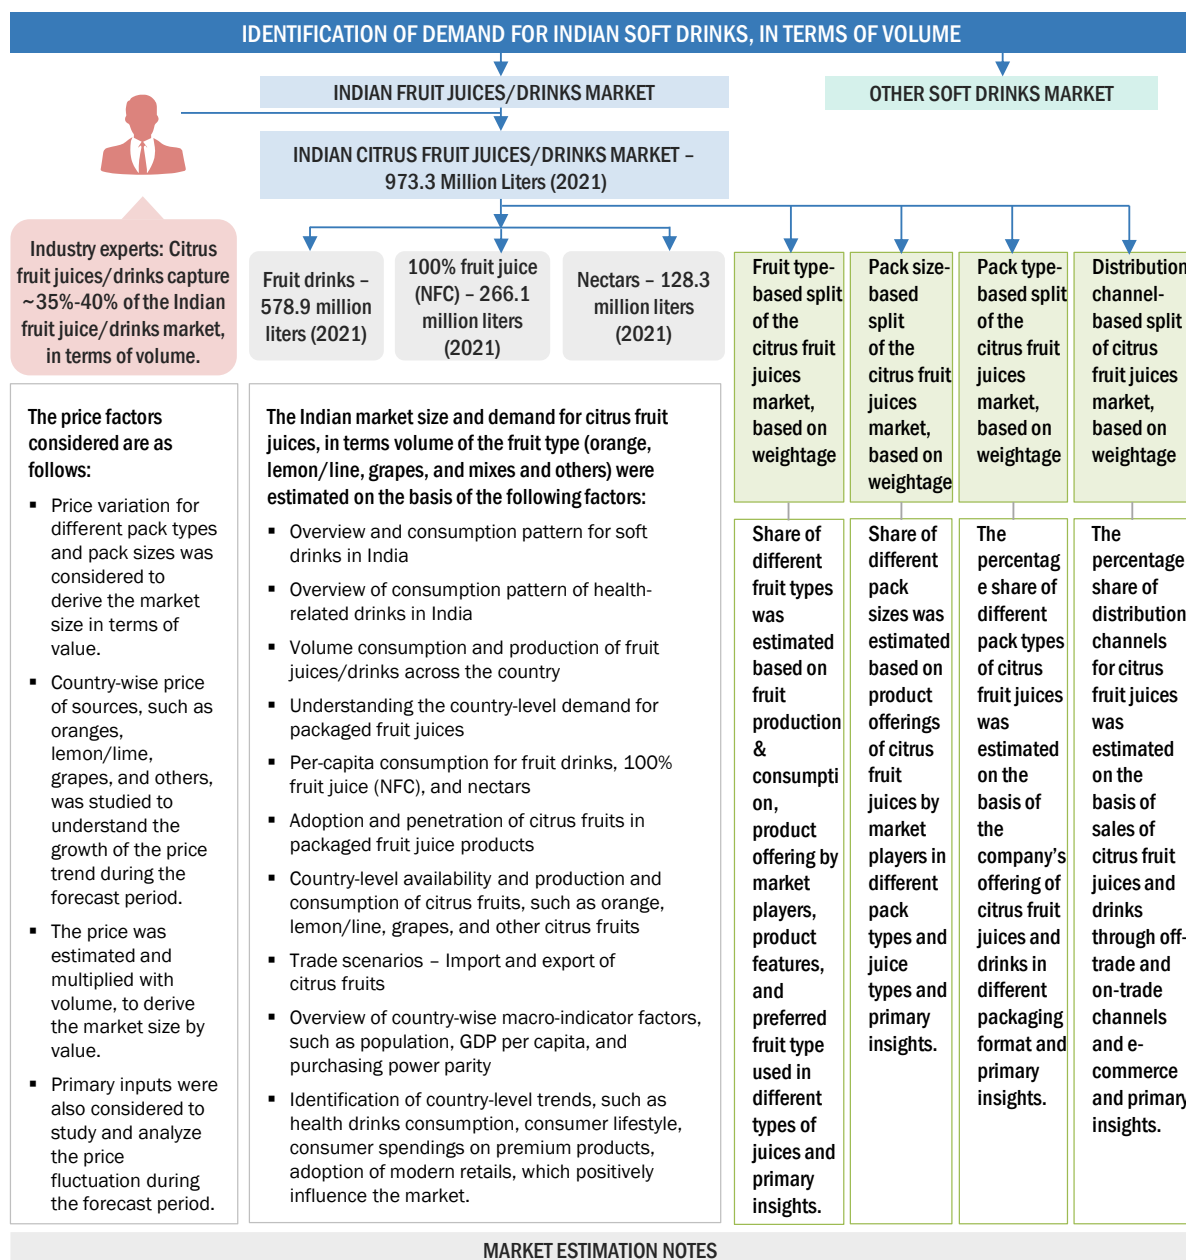 IDENTIFICATION OF DEMAND FOR INDIAN SOFT DRINKS, IN TERMS OF VOLUME
INDIAN FRUIT JUICES/DRINKS MARKET
OTHER SOFT DRINKS MARKET
INDIAN CITRUS FRUIT JUICES/DRINKS MARKET –
973.3 Million Liters (2021)
Industry experts: Citrus
fruit juices/drinks capture
~35%-40% of the Indian
fruit juice/drinks market,
in terms of volume.
Fruit drinks –
578.9 million
liters (2021)
100% fruit juice
(NFC) – 266.1
million liters
(2021)
Nectars – 128.3
million liters
(2021)
Fruit type-
based split
of the
citrus fruit
juices
market,
based on
weightage
Pack size-
based
split
of the
citrus fruit
juices
market,
based on
weightage
Pack type-
based split
of the
citrus fruit
juices
market,
based on
weightage
Distribution
channel-
based split
of citrus
fruit juices
market,
based on
weightage
The price factors
considered are as
follows:
▪ Price variation for
different pack types
and pack sizes was
considered to
derive the market
size in terms of
value.
▪ Country-wise price
of sources, such as
oranges,
lemon/lime,
grapes, and others,
was studied to
understand the
growth of the price
trend during the
forecast period.
▪ The price was
estimated and
multiplied with
volume, to derive
the market size by
value.
▪ Primary inputs were
also considered to
study and analyze
the price
fluctuation during
the forecast period.
The Indian market size and demand for citrus fruit
juices, in terms volume of the fruit type (orange,
lemon/line, grapes, and mixes and others) were
estimated on the basis of the following factors:
▪ Overview and consumption pattern for soft
drinks in India
▪ Overview of consumption pattern of health-
related drinks in India
▪ Volume consumption and production of fruit
juices/drinks across the country
▪ Understanding the country-level demand for
packaged fruit juices
▪ Per-capita consumption for fruit drinks, 100%
fruit juice (NFC), and nectars
▪ Adoption and penetration of citrus fruits in
packaged fruit juice products
▪ Country-level availability and production and
consumption of citrus fruits, such as orange,
lemon/line, grapes, and other citrus fruits
▪ Trade scenarios – Import and export of
citrus fruits
▪ Overview of country-wise macro-indicator factors,
such as population, GDP per capita, and
purchasing power parity
▪ Identification of country-level trends, such as
health drinks consumption, consumer lifestyle,
consumer spendings on premium products,
adoption of modern retails, which positively
influence the market.
Share of
different
fruit types
was
estimated
based on
fruit
production
&
consumpti
on,
product
offering by
market
players,
product
features,
and
preferred
fruit type
used in
different
types of
juices and
primary
insights.
Share of
different
pack
sizes was
estimated
based on
product
offerings
of citrus
fruit
juices by
market
players in
different
pack
types and
juice
types and
primary
insights.
The
percentag
e share of
different
pack types
of citrus
fruit juices
was
estimated
on the
basis of
the
company's
offering of
citrus fruit
juices and
drinks in
different
packaging
format and
primary
insights.
The
percentage
share of
distribution
channels
for citrus
fruit juices
was
estimated
on the
basis of
sales of
citrus fruit
juices and
drinks
through off-
trade and
on-trade
channels
and e-
commerce
and primary
insights.
MARKET ESTIMATION NOTES